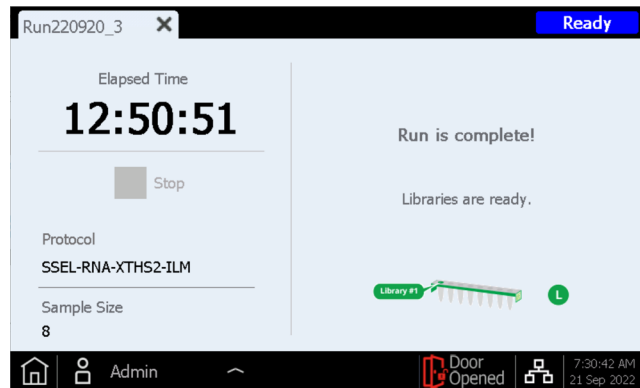 Run220920_3
Ready
Elapsed Time
12:50:51
Stop
Protocol
SSEL-RNA-XTHS2-ILM
Sample Size
8
Run is complete!
Libraries are ready.
Library #1
L
Admin
Door
Opened
7:30:42 AM
21 Sep 2022